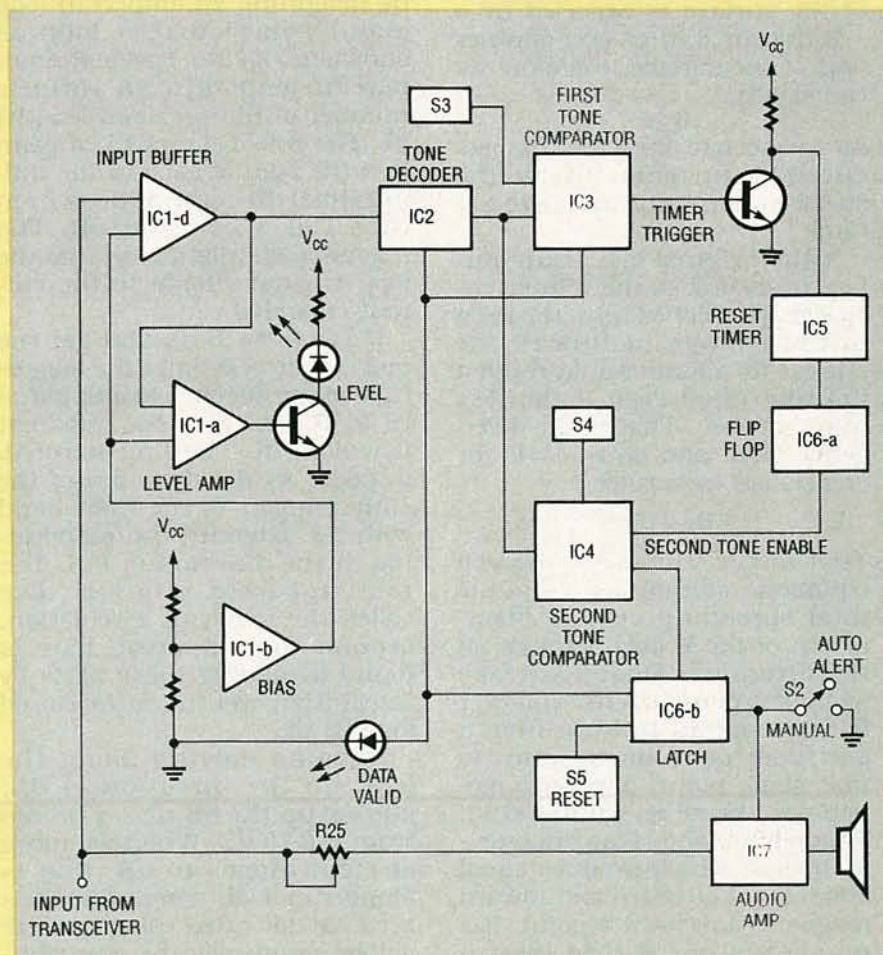 VCC
S3
FIRST
TONE
COMPARATOR
INPUT BUFFER
TONE
DECODER
IC1-d
IC2
IC3
TIMER
TRIGGER
VCC
RESET
TIMER
IC5
LEVEL
IC1-a
LEVEL AMP
S4
FLIP
FLOP
IC6-a
VCC
IC4
SECOND TONE ENABLE
SECOND
TONE
COMPARATOR
IC1-b
BIAS
AUTO
ALERT
S2
MANUAL
IC6-b
LATCH
DATA
VALID
S5
RESET
R25
IC7
AUDIO
AMP
INPUT FROM
TRANSCEIVER